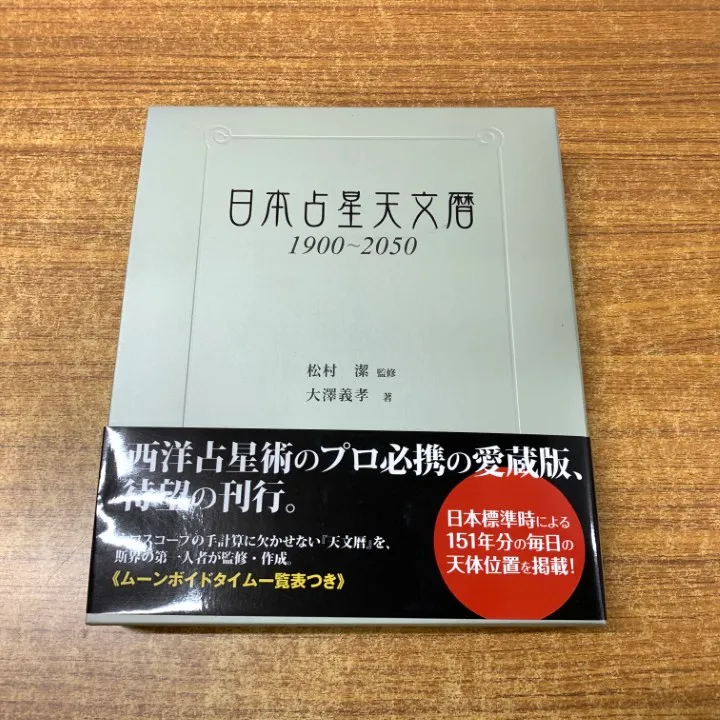 日本占星天文暦
1900~2050
松村 潔 監修
大澤義孝 著
西洋占星術のプロ必携の愛蔵版、
待望の刊行。
ホロスコープの手計算に欠かせない『天文暦』を、
斯界の第一人者が監修・作成。
《ムーンボイドタイム一覧表つき》
日本標準時による
151年分の毎日の
天体位置を掲載!